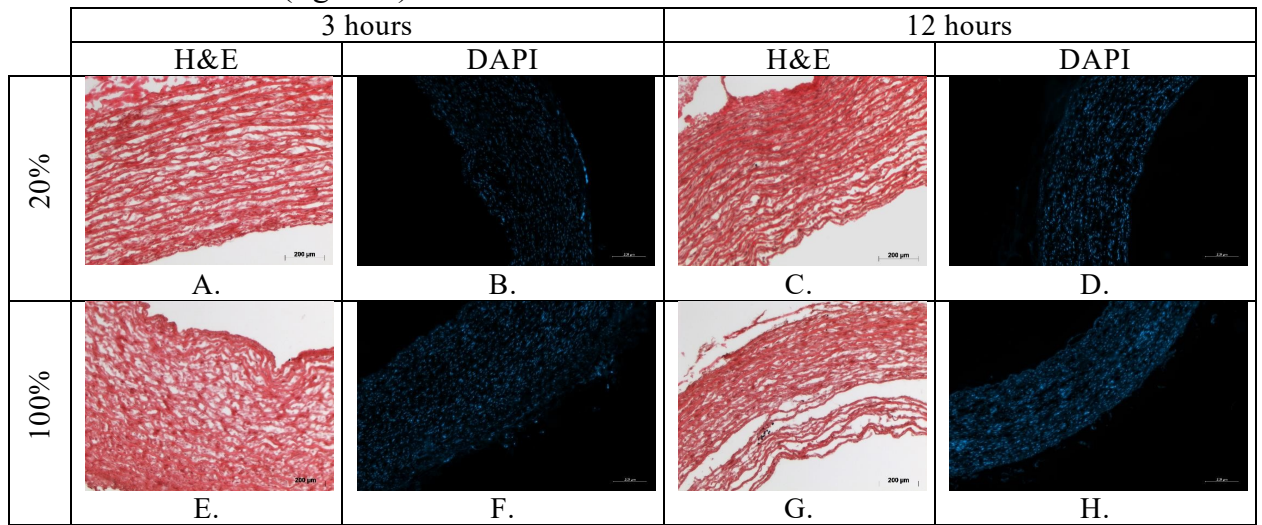 3 hours 12 hours
H&E DAPI H&E DAPI
20%
200 µm 200 µm
A. B. C. D.
100%
200 µm 200 µm
E. F. G. H.